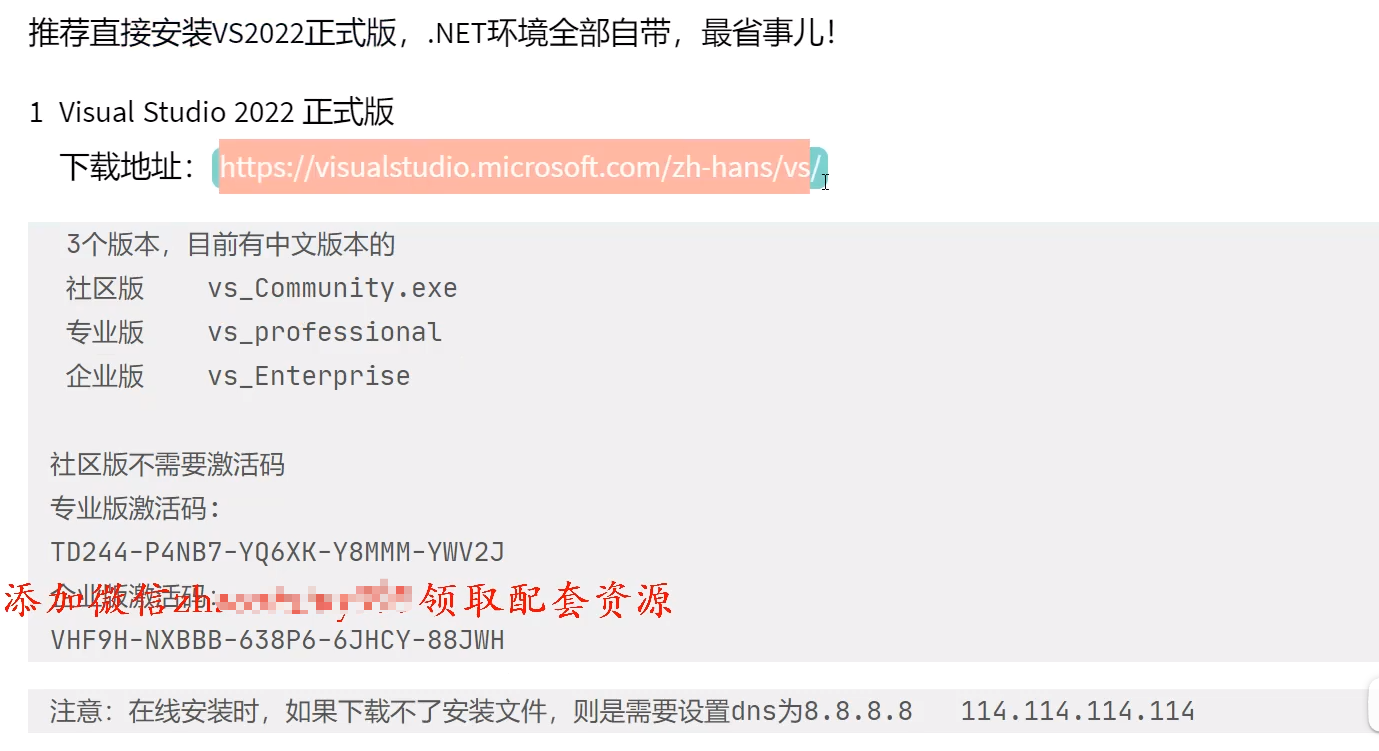 推荐直接安装VS2022正式版，.NET环境全部自带，最省事儿！
1 Visual Studio 2022 正式版
下载地址：https://visualstudio.microsoft.com/zh-hans/vs/
3个版本，目前有中文版本的
社区版 vs_Community.exe
专业版 vs_professional
企业版 vs_Enterprise
社区版不需要激活码
专业版激活码：
TD244-P4NB7-YQ6XK-Y8MMM-YWV2J
企业版激活码：
添加微信zh 领取配套资源
VHF9H-NXBBB-638P6-6JHCY-88JWH
注意：在线安装时，如果下载不了安装文件，则是需要设置dns为8.8.8.8 114.114.114.114